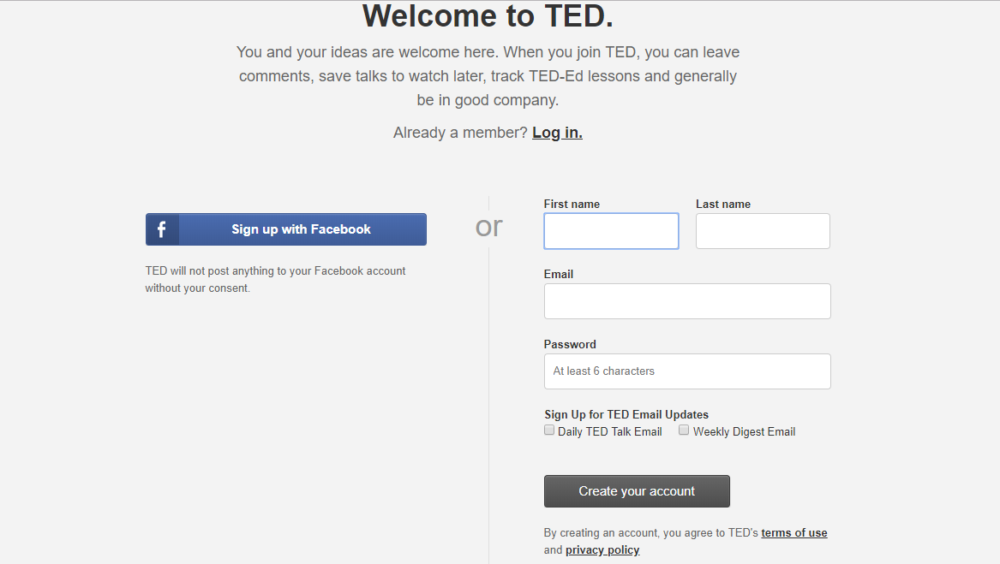 Welcome to TED.
You and your ideas are welcome here. When you join TED, you can leave
comments, save talks to watch later, track TED-Ed lessons and generally
be in good company.
Already a member? Log in.
f Sign up with Facebook
TED will not post anything to your Facebook account
without your consent.
or
First name Last name
Email
Password
At least 6 characters
Sign Up for TED Email Updates
Daily TED Talk Email Weekly Digest Email
Create your account
By creating an account, you agree to TED's terms of use
and privacy policy